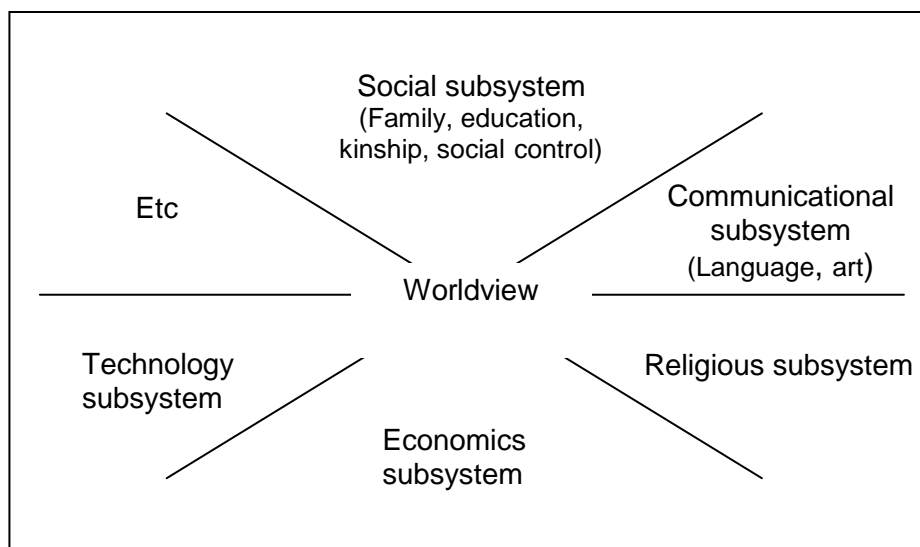 Social subsystem
(Family, education,
kinship, social control)
Etc
Communicational
subsystem
(Language, art)
Worldview
Technology
subsystem
Religious subsystem
Economics
subsystem